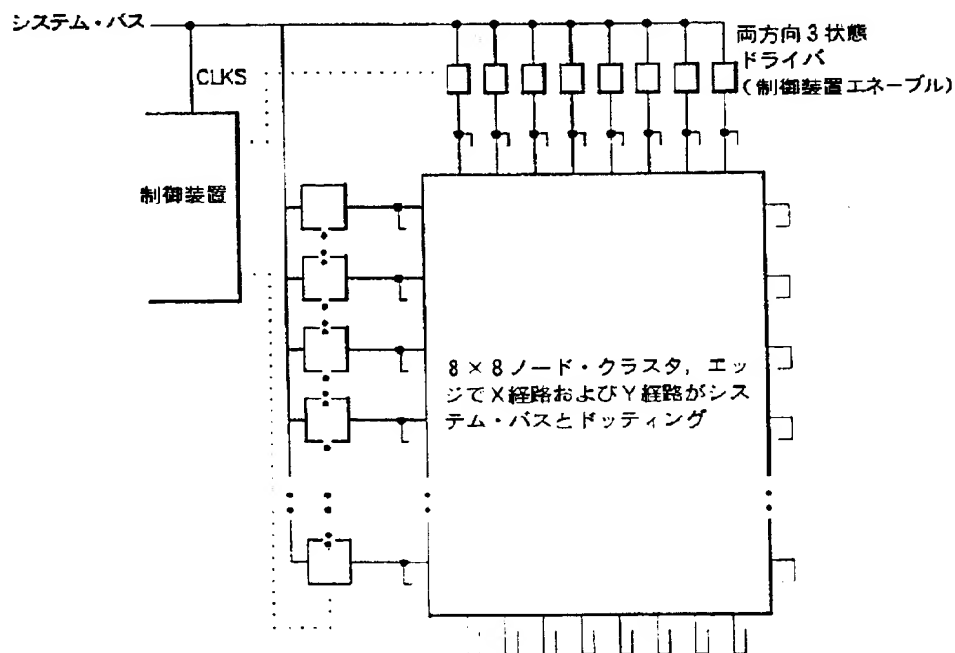 システム・バス
両方向3状態
ドライバ
(制御装置エネーブル)
CLKS
制御装置
8×8ノード・クラスタ,エッ
ジでX経路およびY経路がシス
テム・バスとドッティング